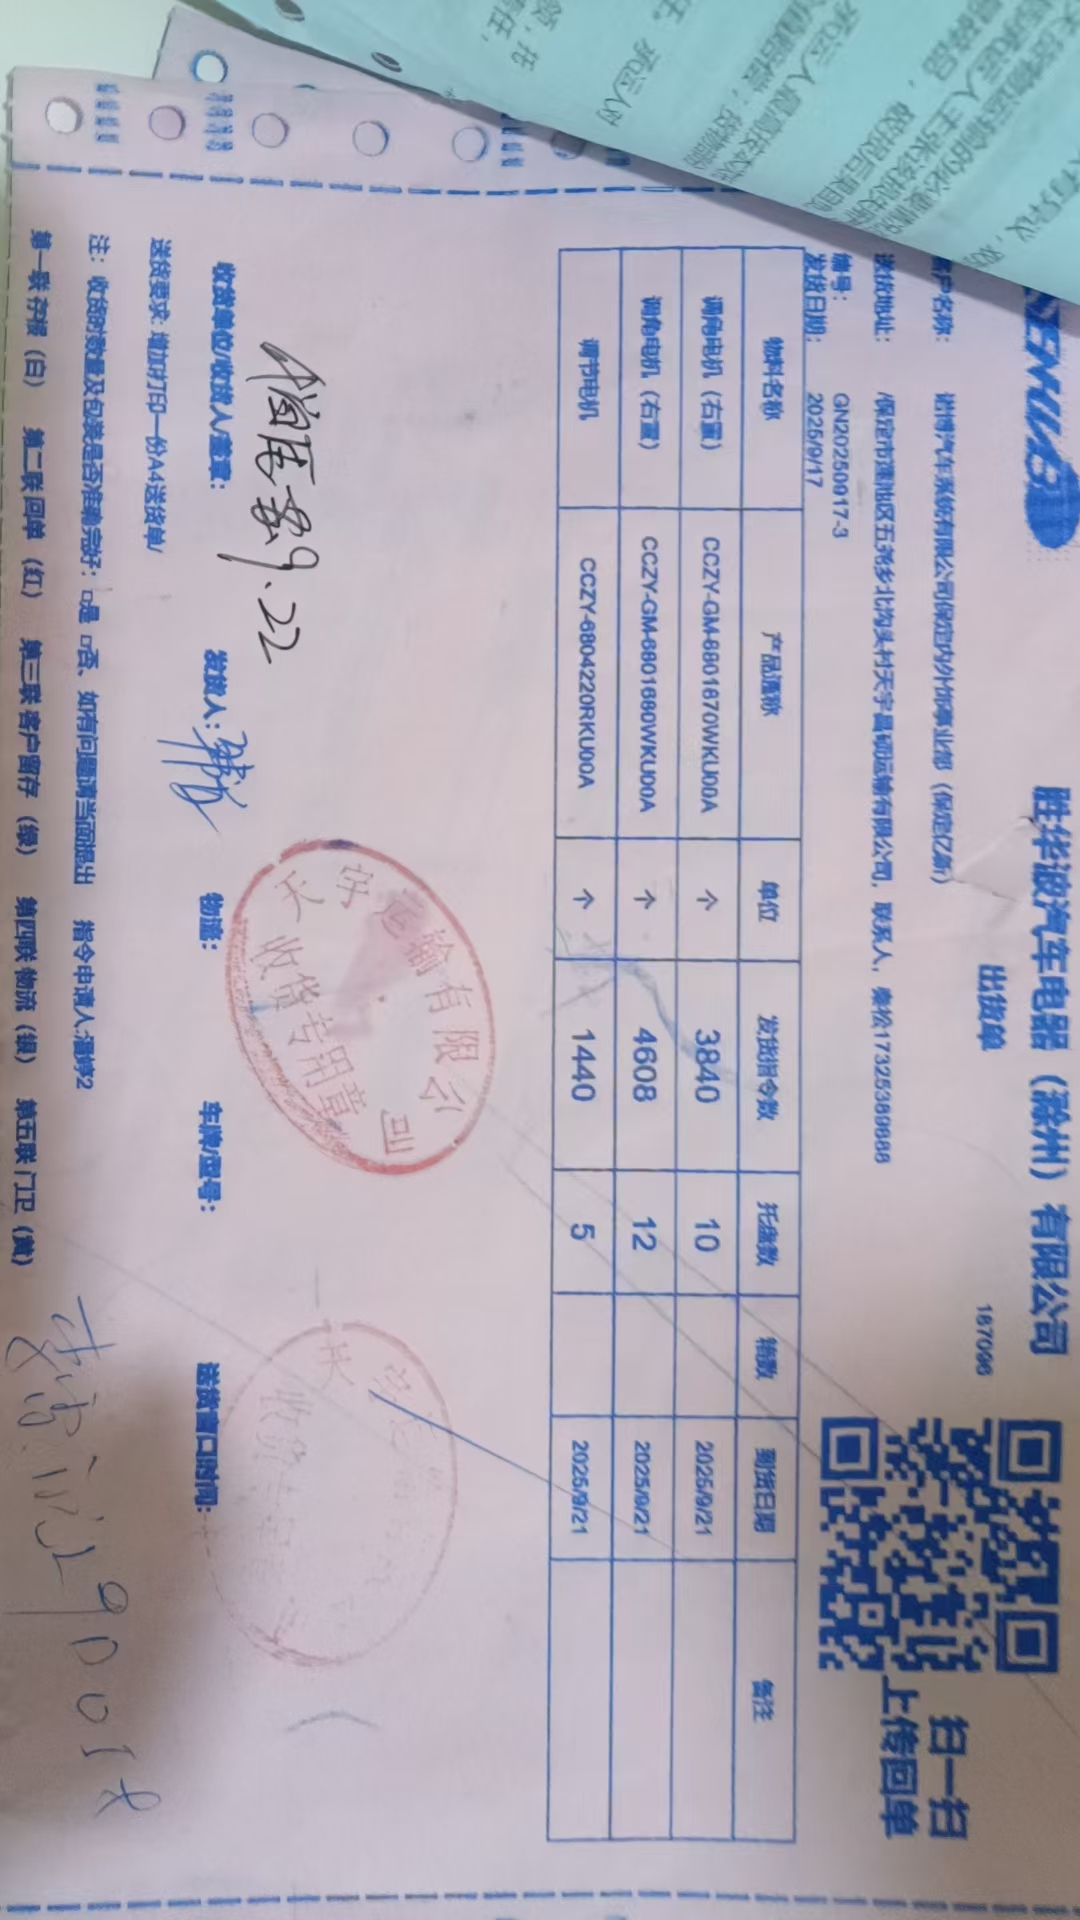 胜华波汽车电器（滁州）有限公司
出货单
187096
扫一扫
上传回单
客户名称： 诺博汽车系统有限公司保定内外饰事业部（保定亿新）
送货地址： /保定市莲池区五尧乡北沟头村天宇昌硕运输有限公司，联系人，秦松17325389888
编号： GN20250917-3
发货日期： 2025/9/17
物料名称 产品通称 单位 发货指令数 托盘数 箱数 到货日期 备注
调角电机（右置） CCZY-GM-6801870WKU00A 个 3840 10 2025/9/21
调角电机（右置） CCZY-GM-6801680WKU00A 个 4608 12 2025/9/21
调节电机 CCZY-6804220RKU00A 个 1440 5 2025/9/21
9.22
天宇运输有限公司
收货专用章
收货单位/收货人/盖章： 发货人： 物流： 车牌/型号： 送货窗口时间：
送货要求: 增加打印一份A4送货单/
注：收货时数量及包装是否准确完好：□是 □否、如有问题请当面提出 指令申请人:潘婷2
第一联 存根（白） 第二联 回单（红） 第三联 客户留存（绿） 第四联 物流（银） 第五联 门卫（黄）